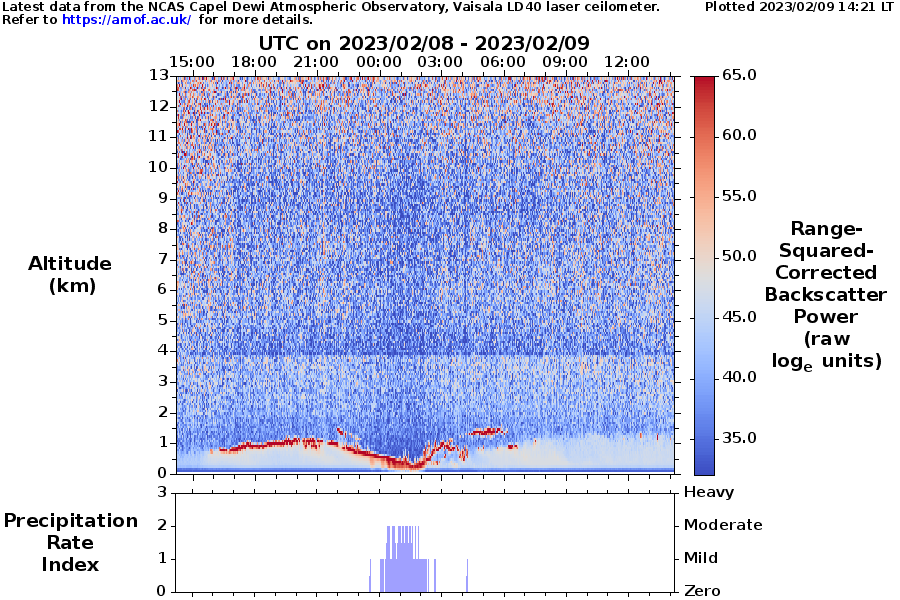 Latest data from the NCAS Capel Dewi Atmospheric Observatory, Vaisala LD40 laser ceilometer.
Plotted 2023/02/09 14:21 LT
Refer to https://amof.ac.uk/ for more details.
UTC on 2023/02/08 - 2023/02/09
15:00 18:00 21:00 00:00 03:00 06:00 09:00 12:00
13
12
11
10
9
8
7
6
5
4
3
2
1
0
Altitude
(km)
65.0
60.0
55.0
50.0
45.0
40.0
35.0
Range-
Squared-
Corrected
Backscatter
Power
(raw
logₑ units)
3
2
1
0
Precipitation
Rate
Index
Heavy
Moderate
Mild
Zero